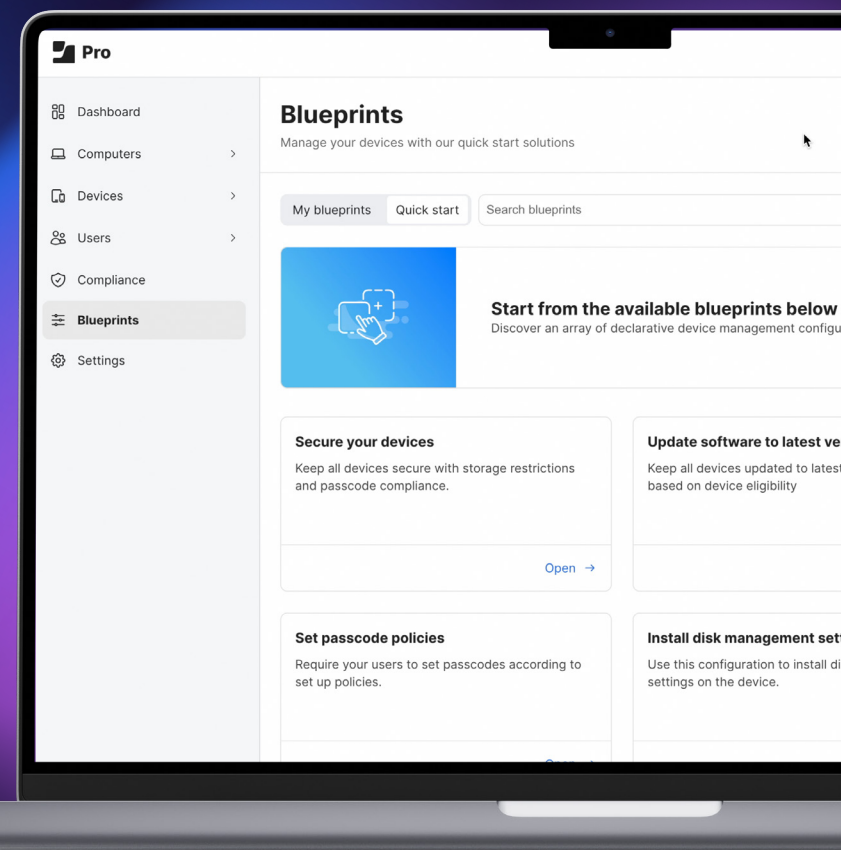 Pro
Dashboard
Computers
Devices
Users
Compliance
Blueprints
Settings
Blueprints
Manage your devices with our quick start solutions
My blueprints
Quick start
Search blueprints
Start from the available blueprints below
Discover an array of declarative device management configu
Secure your devices
Keep all devices secure with storage restrictions
and passcode compliance.
Open
Update software to latest ve
Keep all devices updated to latest
based on device eligibility
Set passcode policies
Require your users to set passcodes according to
set up policies.
Install disk management set
Use this configuration to install di
settings on the device.